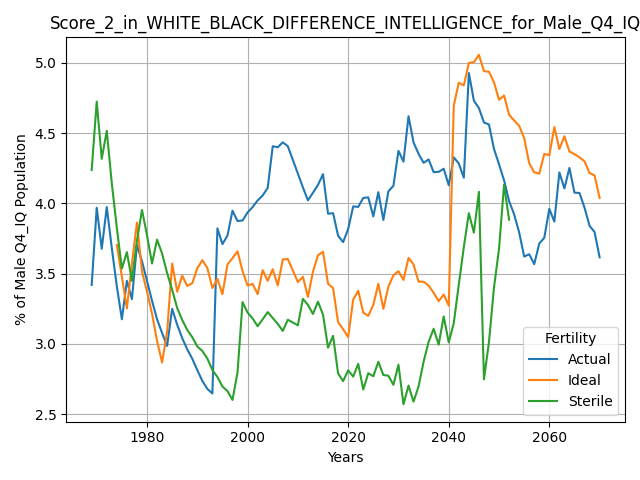 Score_2_in_WHITE_BLACK_DIFFERENCE_INTELLIGENCE_for_Male_Q4_IQ
5.0
4.5
4.0
3.5
3.0
2.5
% of Male Q4_IQ Population
1980
2000
2020
2040
2060
Years
Fertility
Actual
Ideal
Sterile